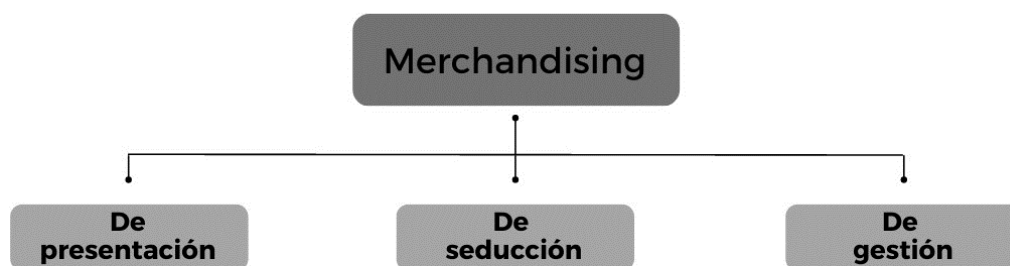 Merchandising
De
presentación
De
seducción
De
gestión